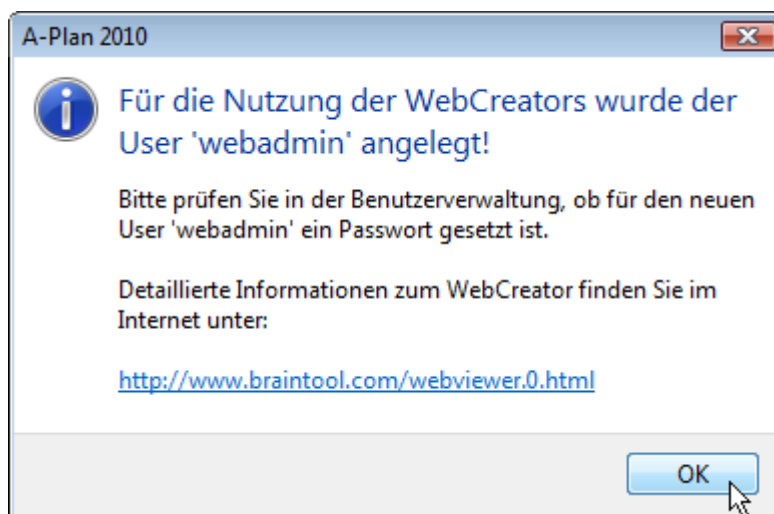 A-Plan 2010
Für die Nutzung der WebCreators wurde der
User 'webadmin' angelegt!
Bitte prüfen Sie in der Benutzerverwaltung, ob für den neuen
User 'webadmin' ein Passwort gesetzt ist.
Detaillierte Informationen zum WebCreator finden Sie im
Internet unter:
http://www.braintool.com/webviewer.0.html
OK